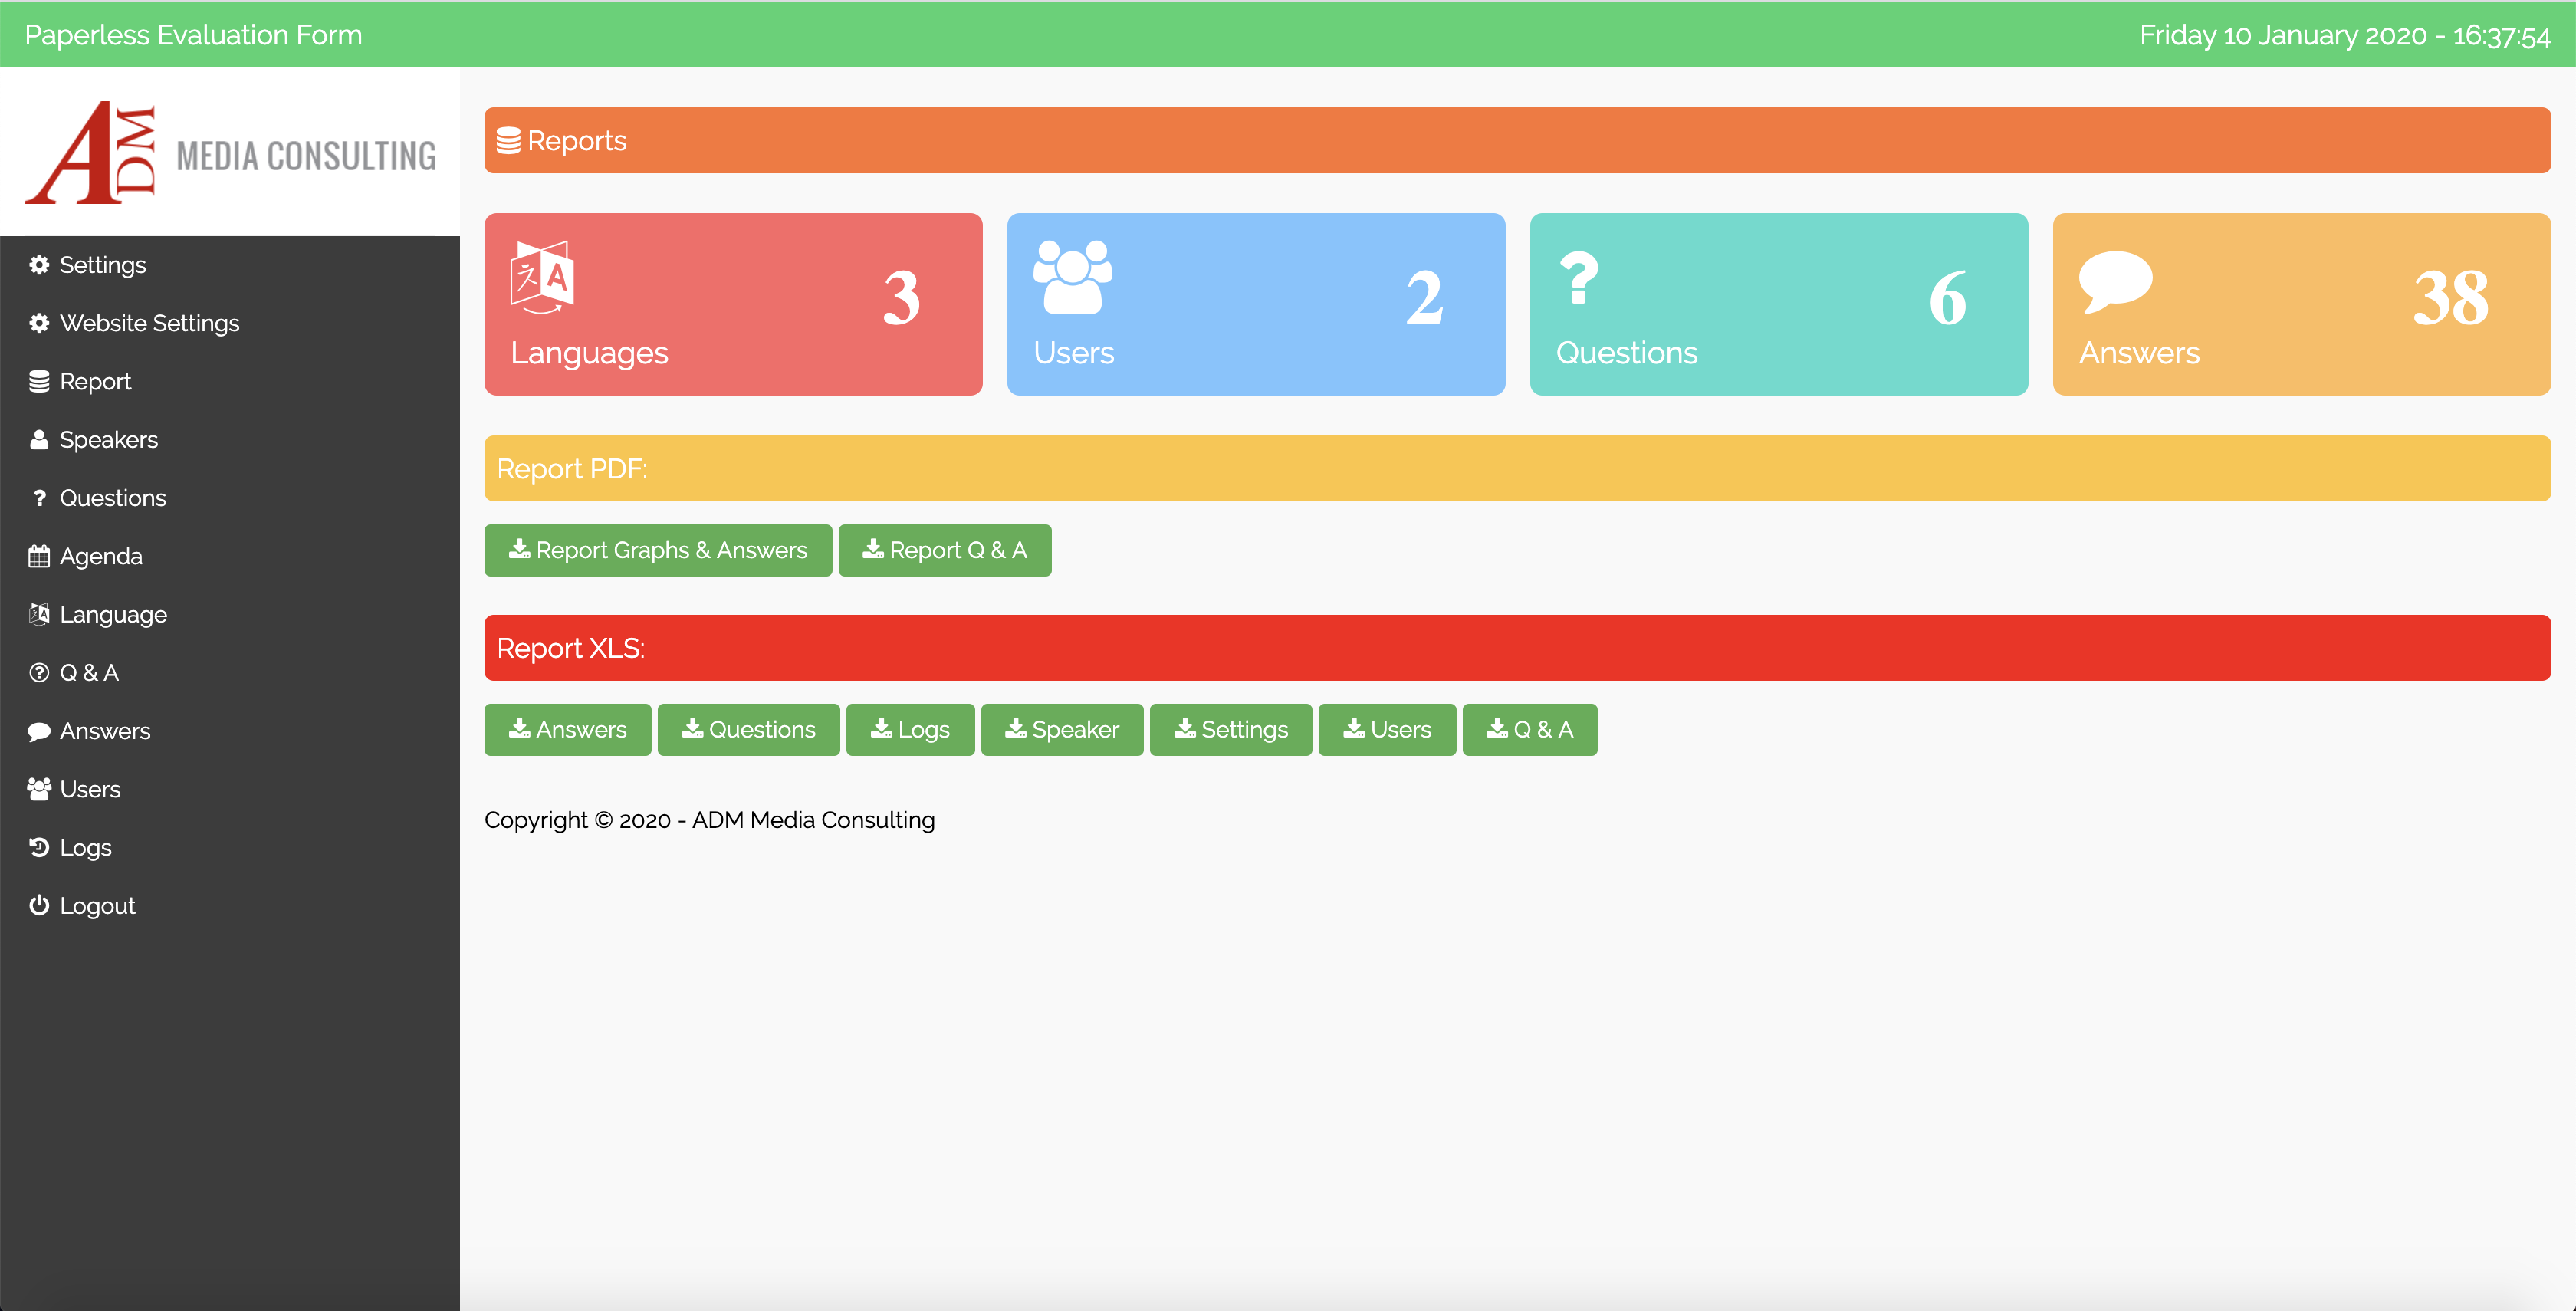 Paperless Evaluation Form
Friday 10 January 2020 - 16:37:54
ADM MEDIA CONSULTING
Settings
Website Settings
Report
Speakers
Questions
Agenda
Language
Q & A
Answers
Users
Logs
Logout
Reports
3
Languages
2
Users
6
Questions
38
Answers
Report PDF:
Report Graphs & Answers
Report Q & A
Report XLS:
Answers
Questions
Logs
Speaker
Settings
Users
Q & A
Copyright © 2020 - ADM Media Consulting